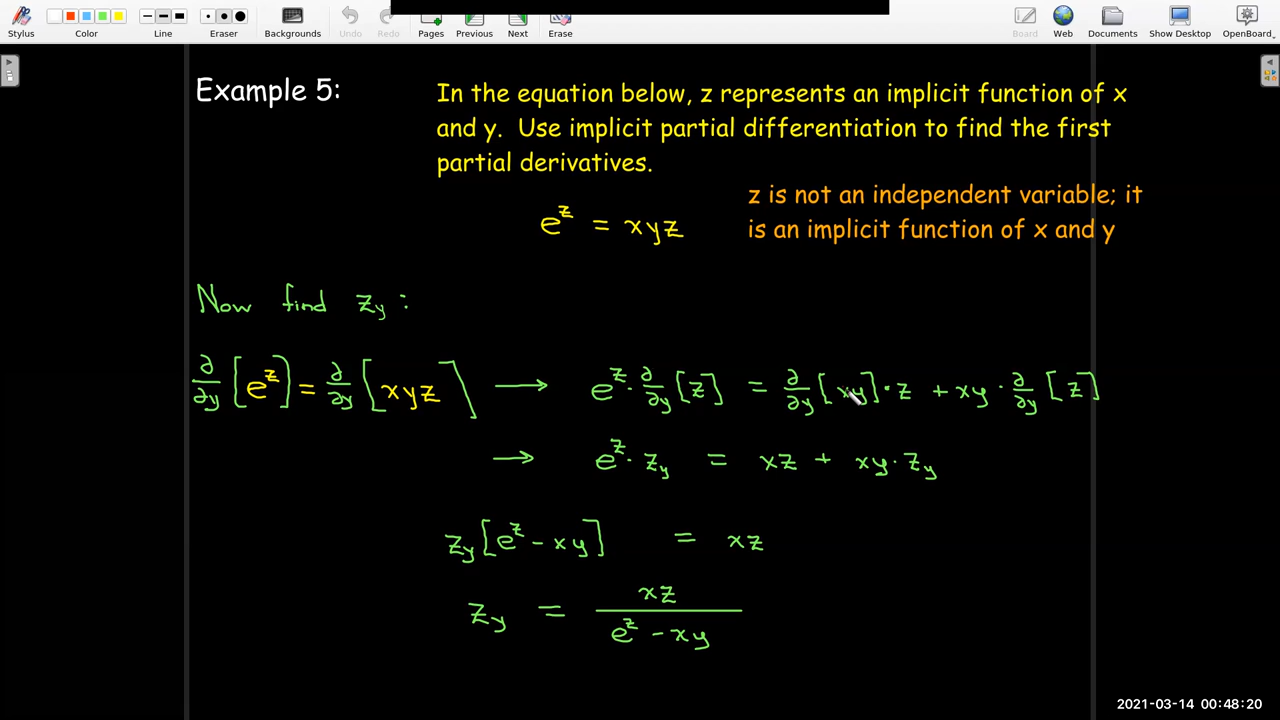 Stylus Color Line Eraser Backgrounds Undo Redo Pages Previous Next Erase Board Web Documents Show Desktop OpenBoard
Example 5:
In the equation below, z represents an implicit function of x
and y. Use implicit partial differentiation to find the first
partial derivatives.
z is not an independent variable; it
is an implicit function of x and y
e^z = xyz
Now find z_y :
∂/∂y [e^z] = ∂/∂y [xyz] → e^z · ∂/∂y [z] = ∂/∂y [xy] · z + xy · ∂/∂y [z]
→ e^z · z_y = xz + xy · z_y
z_y [e^z - xy] = xz
z_y = xz / (e^z - xy)
2021-03-14 00:48:20